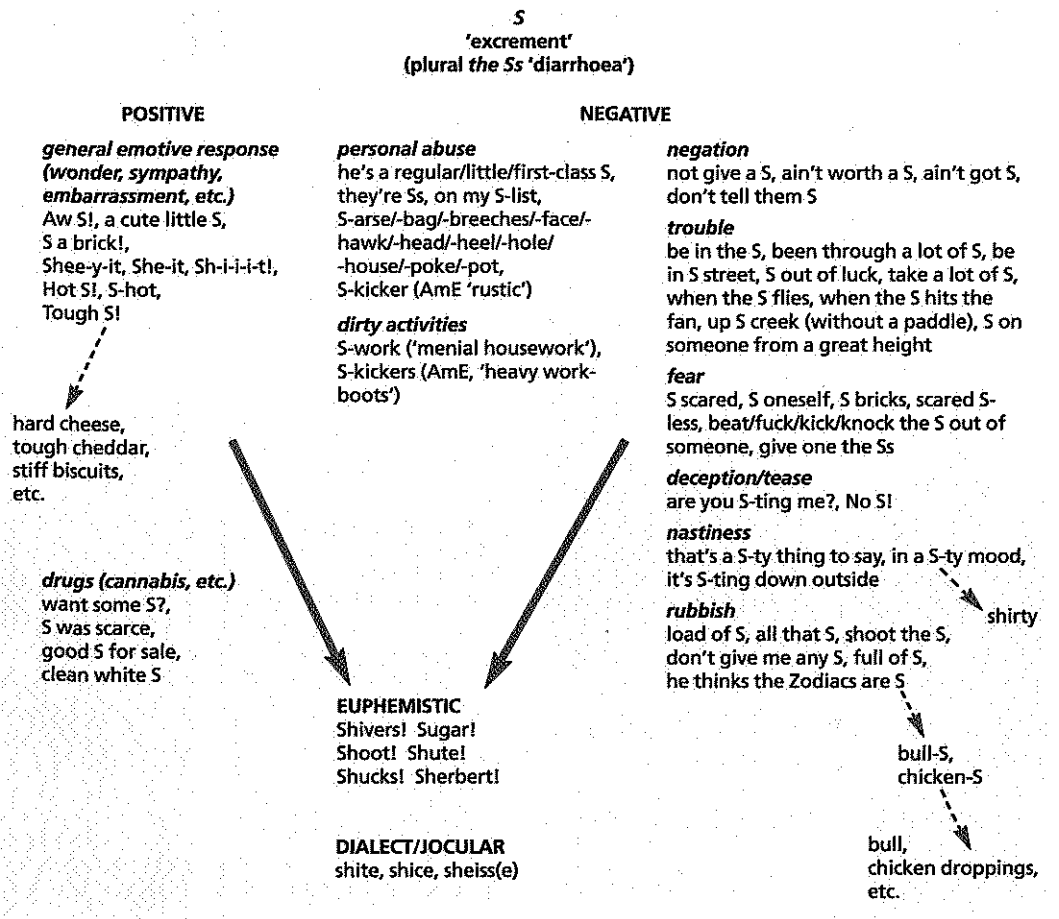 S
'excrement'
(plural the Ss 'diarrhoea')
POSITIVE
general emotive response
(wonder, sympathy,
embarrassment, etc.)
Aw S!, a cute little S,
S a brick!,
Shee-y-it, She-it, Sh-i-i-i-t!,
Hot S!, S-hot,
Tough S!
hard cheese,
tough cheddar,
stiff biscuits,
etc.
drugs (cannabis, etc.)
want some S?,
S was scarce,
good S for sale,
clean white S
NEGATIVE
personal abuse
he's a regular/little/first-class S,
they're Ss, on my S-list,
S-arse/-bag/-breeches/-face/-
hawk/-head/-heel/-hole/
-house/-poke/-pot,
S-kicker (AmE 'rustic')
dirty activities
S-work ('menial housework'),
S-kickers (AmE, 'heavy work-
boots')
negation
not give a S, ain't worth a S, ain't got S,
don't tell them S
trouble
be in the S, been through a lot of S, be
in S street, S out of luck, take a lot of S,
when the S flies, when the S hits the
fan, up S creek (without a paddle), S on
someone from a great height
fear
S scared, S oneself, S bricks, scared S-
less, beat/fuck/kick/knock the S out of
someone, give one the Ss
deception/tease
are you S-ting me?, No S!
nastiness
that's a S-ty thing to say, in a S-ty mood,
it's S-ting down outside
shirty
rubbish
load of S, all that S, shoot the S,
don't give me any S, full of S,
he thinks the Zodiacs are S
bull-S,
chicken-S
bull,
chicken droppings,
etc.
EUPHEMISTIC
Shivers! Sugar!
Shoot! Shute!
Shucks! Sherbert!
DIALECT/JOCULAR
shite, shice, sheiss(e)